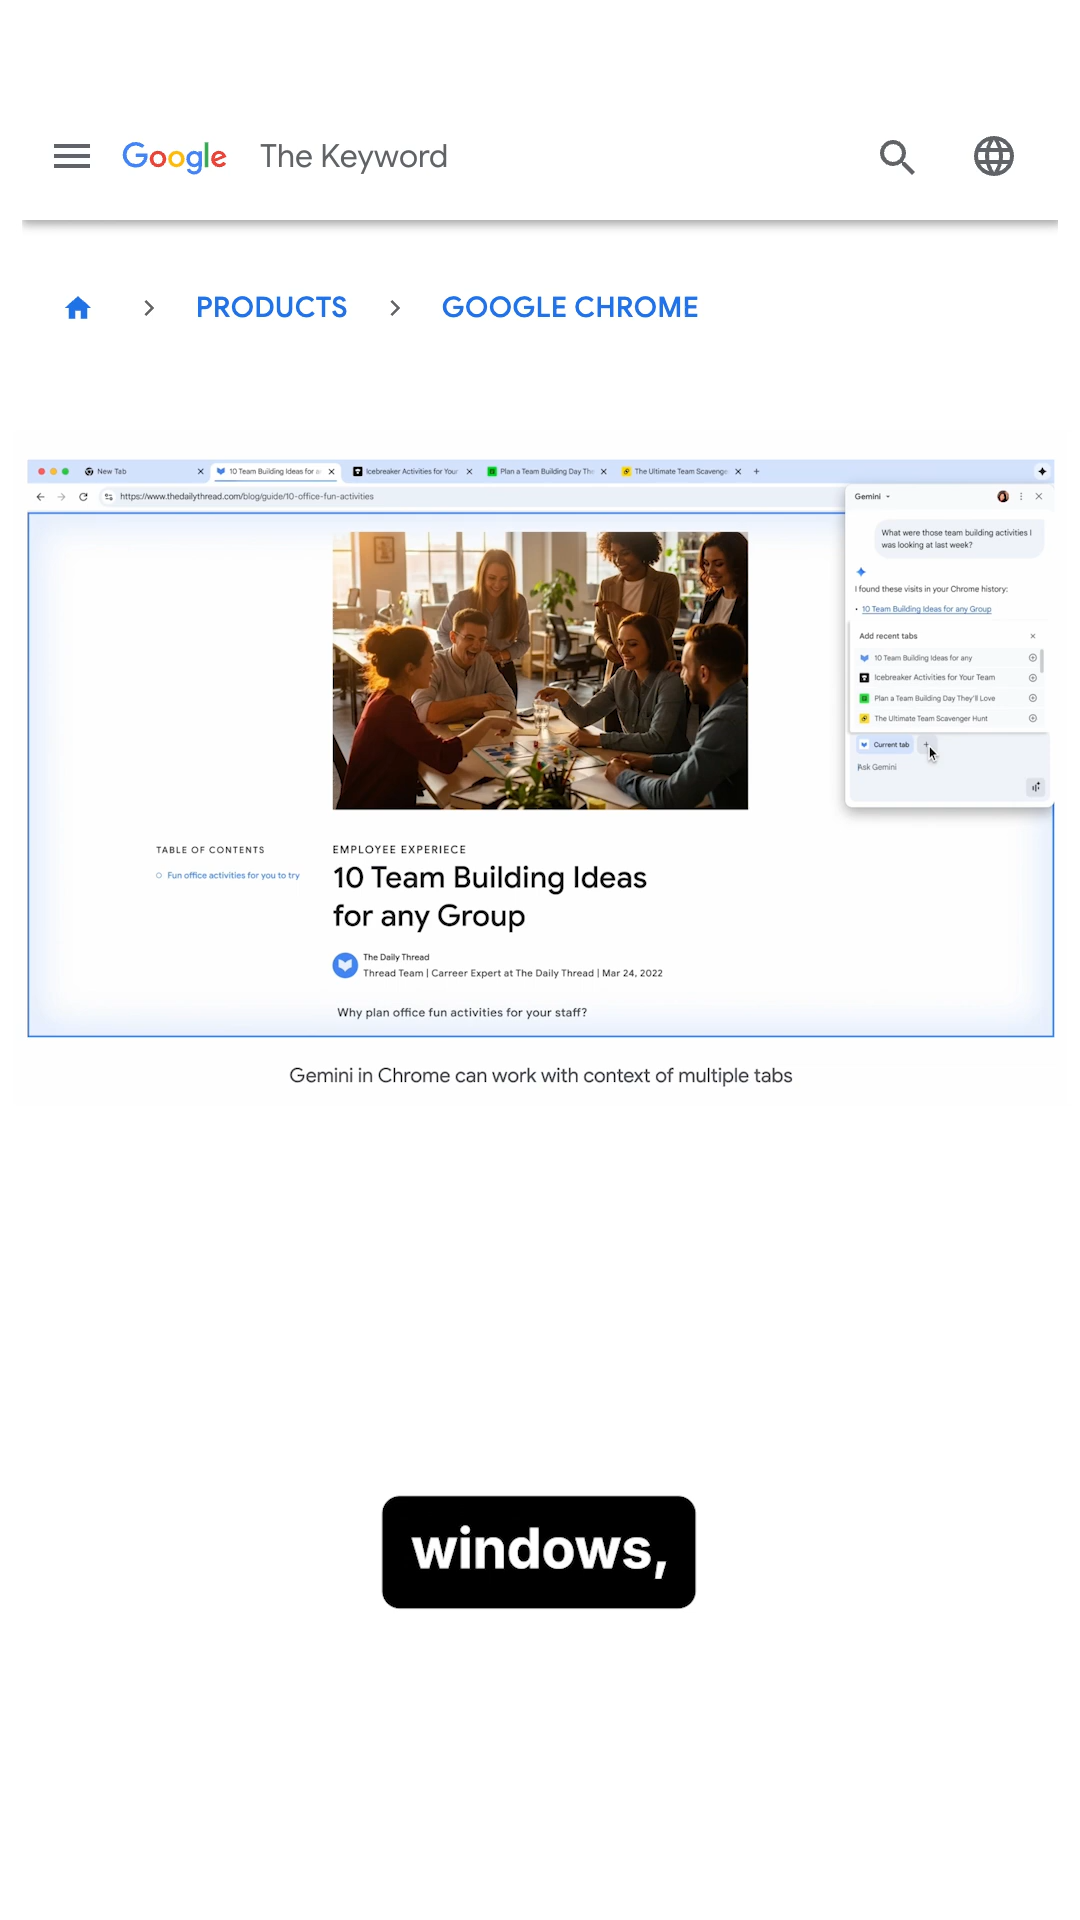 Google The Keyword
PRODUCTS > GOOGLE CHROME
New Tab
10 Team Building Ideas for a
Icebreaker Activities for Your
Plan a Team Building Day The
The Ultimate Team Scavenge
https://www.thedailythread.com/blog/guide/10-office-fun-activities
Gemini
What were those team building activities I
was looking at last week?
I found these visits in your Chrome history:
• 10 Team Building Ideas for any Group
Add recent tabs
10 Team Building Ideas for any
Icebreaker Activities for Your Team
Plan a Team Building Day They'll Love
The Ultimate Team Scavenger Hunt
Current tab
Ask Gemini
TABLE OF CONTENTS
Fun office activities for you to try
EMPLOYEE EXPERIECE
10 Team Building Ideas
for any Group
The Daily Thread
Thread Team | Carreer Expert at The Daily Thread | Mar 24, 2022
Why plan office fun activities for your staff?
Gemini in Chrome can work with context of multiple tabs
windows,